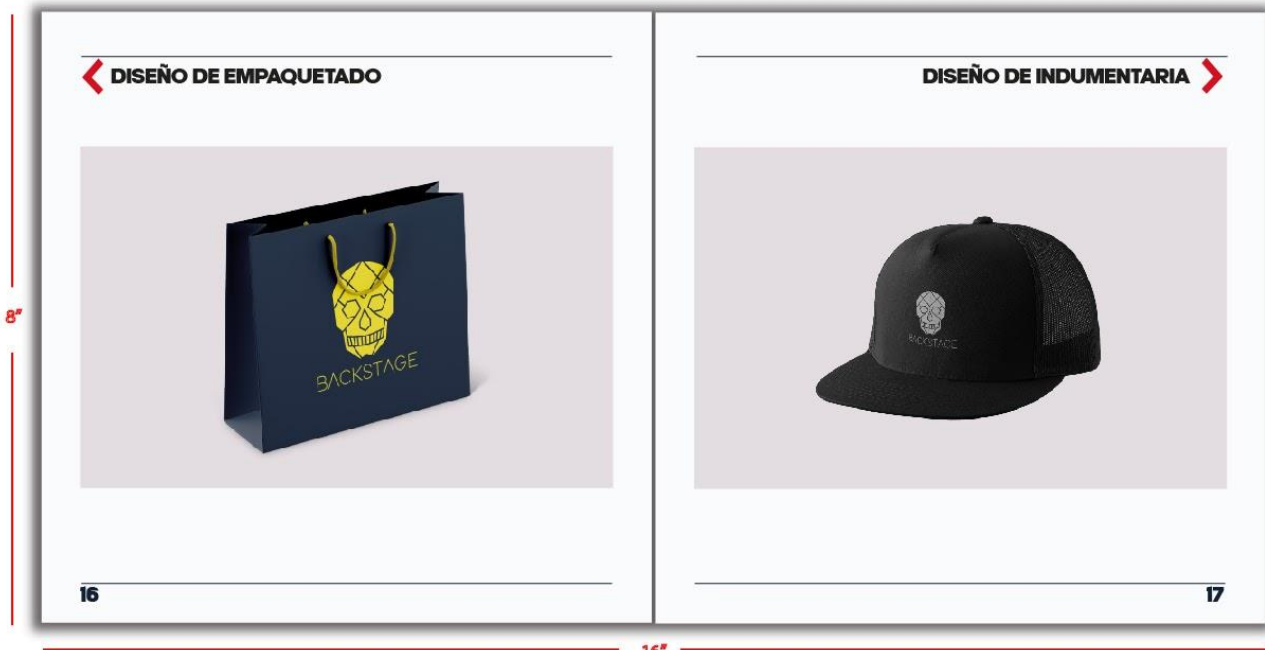 DISEÑO DE EMPAQUETADO
BACKSTAGE
16
DISEÑO DE INDUMENTARIA
BACKSTAGE
17
8"
16"